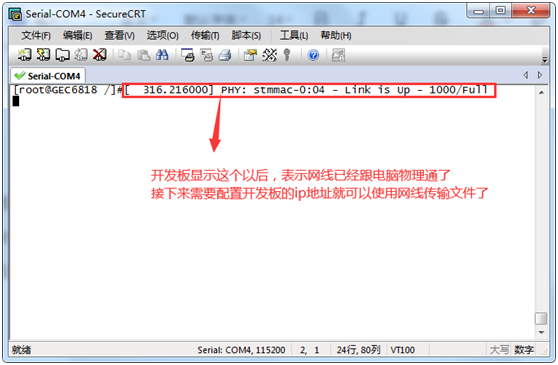 Serial-COM4 - SecureCRT
文件(F) 编辑(E) 查看(V) 选项(O) 传输(T) 脚本(S) 工具(L) 帮助(H)
Serial-COM4
[root@GEC6818 /]#[  316.216000] PHY: stmmac-0:04 - Link is Up - 1000/Full
开发板显示这个以后，表示网线已经跟电脑物理通了
接下来需要配置开发板的ip地址就可以使用网线传输文件了
就绪 Serial: COM4, 115200 2, 1 24行, 80列 VT100 大写 数字